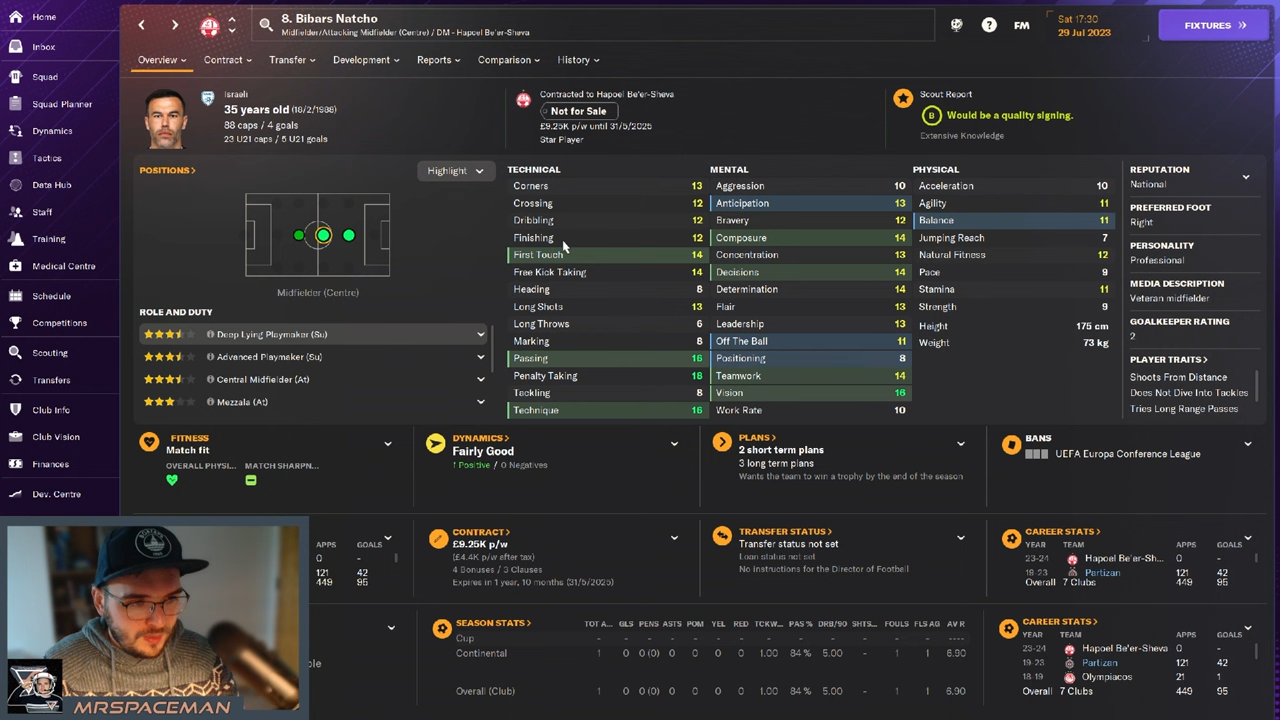 Home
Inbox
Squad
Squad Planner
Dynamics
Tactics
Data Hub
Staff
Training
Medical Centre
Schedule
Competitions
Scouting
Transfers
Club Info
Club Vision
Finances
Dev. Centre
8. Bibars Natcho
Midfielder/Attacking Midfielder (Centre) / DM - Hapoel Be'er-Sheva
FM
Sat 17:30
29 Jul 2023
FIXTURES
Overview
Contract
Transfer
Development
Reports
Comparison
History
Israeli
35 years old (18/2/1988)
88 caps / 4 goals
23 U21 caps / 5 U21 goals
Contracted to Hapoel Be'er-Sheva
Not for Sale
£9.25K p/w until 31/5/2025
Star Player
Scout Report
B Would be a quality signing.
Extensive Knowledge
POSITIONS
Highlight
Midfielder (Centre)
ROLE AND DUTY
Deep Lying Playmaker (Su)
Advanced Playmaker (Su)
Central Midfielder (At)
Mezzala (At)
TECHNICAL
Corners 13
Crossing 12
Dribbling 12
Finishing 12
First Touch 14
Free Kick Taking 14
Heading 8
Long Shots 13
Long Throws 6
Marking 8
Passing 16
Penalty Taking 18
Tackling 8
Technique 16
MENTAL
Aggression 10
Anticipation 13
Bravery 12
Composure 14
Concentration 13
Decisions 14
Determination 14
Flair 13
Leadership 13
Off The Ball 11
Positioning 8
Teamwork 14
Vision 16
Work Rate 10
PHYSICAL
Acceleration 10
Agility 11
Balance 11
Jumping Reach 7
Natural Fitness 12
Pace 9
Stamina 11
Strength 9
Height 175 cm
Weight 73 kg
REPUTATION
National
PREFERRED FOOT
Right
PERSONALITY
Professional
MEDIA DESCRIPTION
Veteran midfielder
GOALKEEPER RATING
2
PLAYER TRAITS
Shoots From Distance
Does Not Dive Into Tackles
Tries Long Range Passes
FITNESS
Match fit
OVERALL PHYSI... MATCH SHARPN...
DYNAMICS
Fairly Good
1 Positive / 0 Negatives
PLANS
2 short term plans
3 long term plans
Wants the team to win a trophy by the end of the season
BANS
UEFA Europa Conference League
APPS GOALS
0 -
121 42
449 95
CONTRACT
£9.25K p/w
(£4.4K p/w after tax)
4 Bonuses / 3 Clauses
Expires in 1 year, 10 months (31/5/2025)
TRANSFER STATUS
Transfer status not set
Loan status not set
No instructions for the Director of Football
CAREER STATS
YEAR TEAM APPS GOALS
23-24 Hapoel Be'er-Sh... 0 -
19-23 Partizan 121 42
Overall 7 Clubs 449 95
SEASON STATS
TOT A... GLS PENS ASTS POM YEL RED TCKW... PAS % DRB/90 SHTS... FOULS FLS AG AV R
Cup - - - - - - - - - - - - - ----
Continental 1 0 0 (0) 0 0 0 0 1.00 84 % 5.00 - 1 1 6.90
Overall (Club) 1 0 0 (0) 0 0 0 0 1.00 84 % 5.00 - 1 1 6.90
CAREER STATS
YEAR TEAM APPS GOALS
23-24 Hapoel Be'er-Sheva 0 -
19-23 Partizan 121 42
18-19 Olympiacos 21 1
Overall 7 Clubs 449 95
MRSPACEMAN